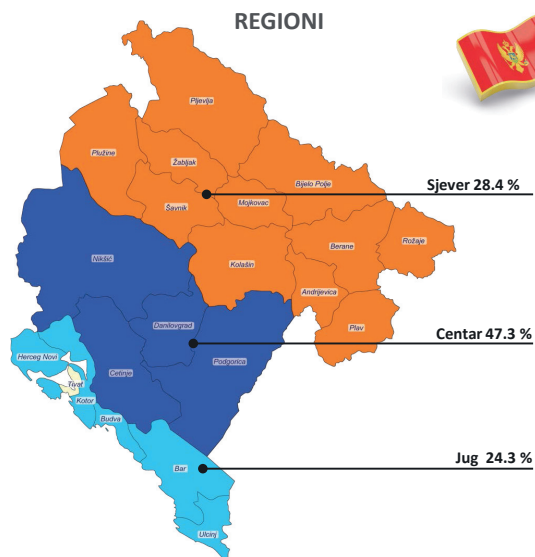 REGIONI
Pljevlja
Plužine
Žabljak
Bijelo Polje
Sjever 28.4 %
Šavnik
Mojkovac
Rožaje
Berane
Nikšić
Kolašin
Andrijevica
Danilovgrad
Plav
Centar 47.3 %
Herceg Novi
Podgorica
Cetinje
Tivat
Kotor
Budva
Jug 24.3 %
Bar
Ulcinj